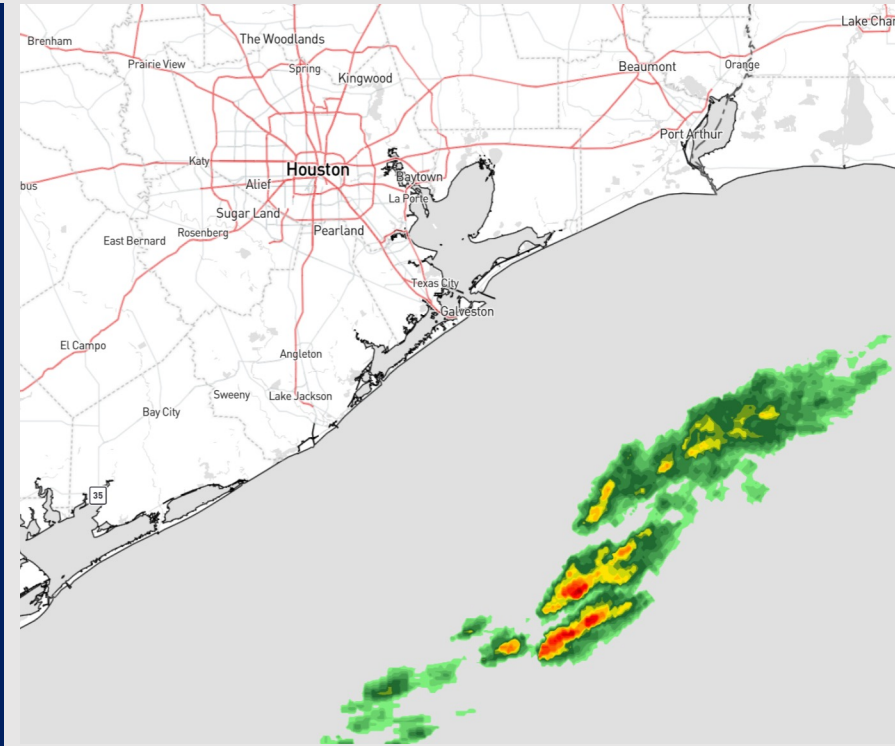 Lake Char
Brenham
The Woodlands
Prairie View
Spring
Kingwood
Beaumont
Orange
Port Arthur
Katy
Houston
Baytown
bus
Alief
La Porte
Sugar Land
Rosenberg
Pearland
East Bernard
Texas City
Galveston
El Campo
Angleton
Sweeny
Lake Jackson
Bay City
35